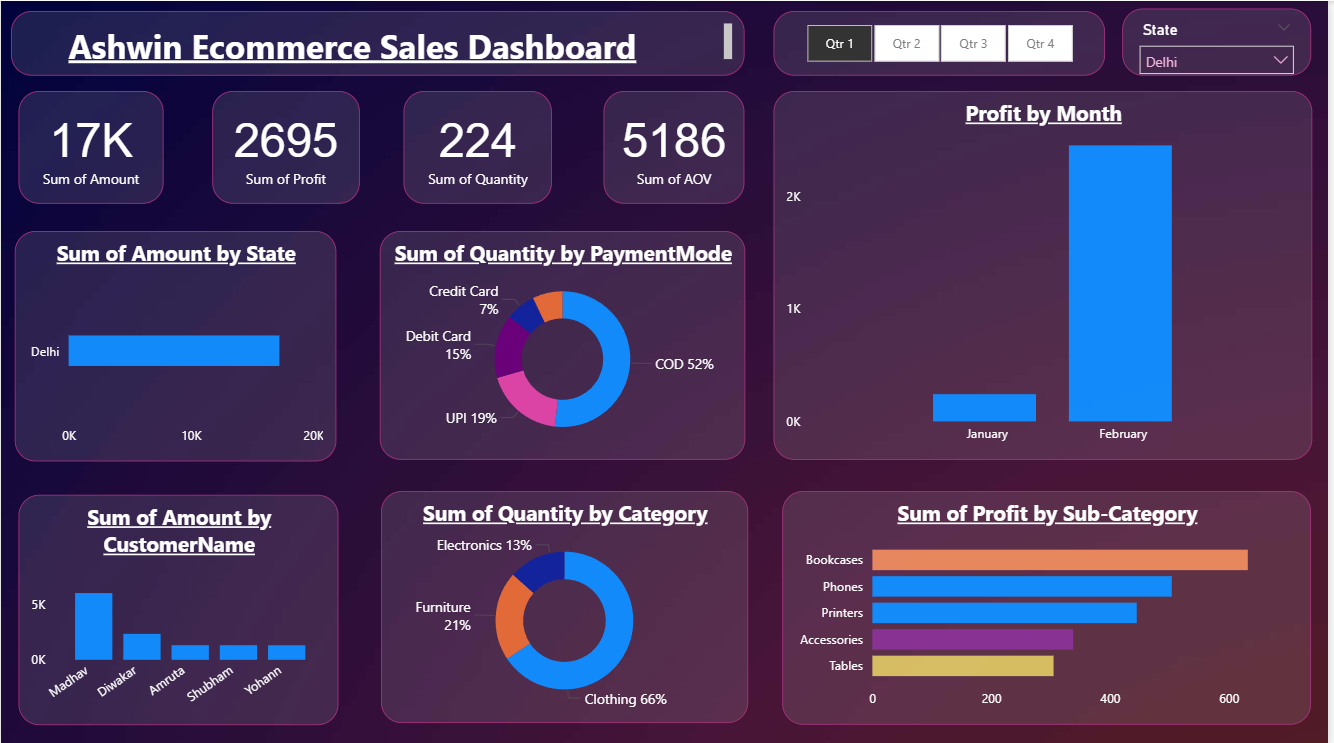 Ashwin Ecommerce Sales Dashboard
Qtr 1 Qtr 2 Qtr 3 Qtr 4
State
Delhi
17K
Sum of Amount
2695
Sum of Profit
224
Sum of Quantity
5186
Sum of AOV
Profit by Month
2K
1K
0K
January February
Sum of Amount by State
Delhi
0K 10K 20K
Sum of Quantity by PaymentMode
Credit Card
7%
Debit Card
15%
UPI 19%
COD 52%
Sum of Amount by
CustomerName
5K
0K
Madhav Diwakar Amruta Shubham Yohann
Sum of Quantity by Category
Electronics 13%
Furniture
21%
Clothing 66%
Sum of Profit by Sub-Category
Bookcases
Phones
Printers
Accessories
Tables
0 200 400 600